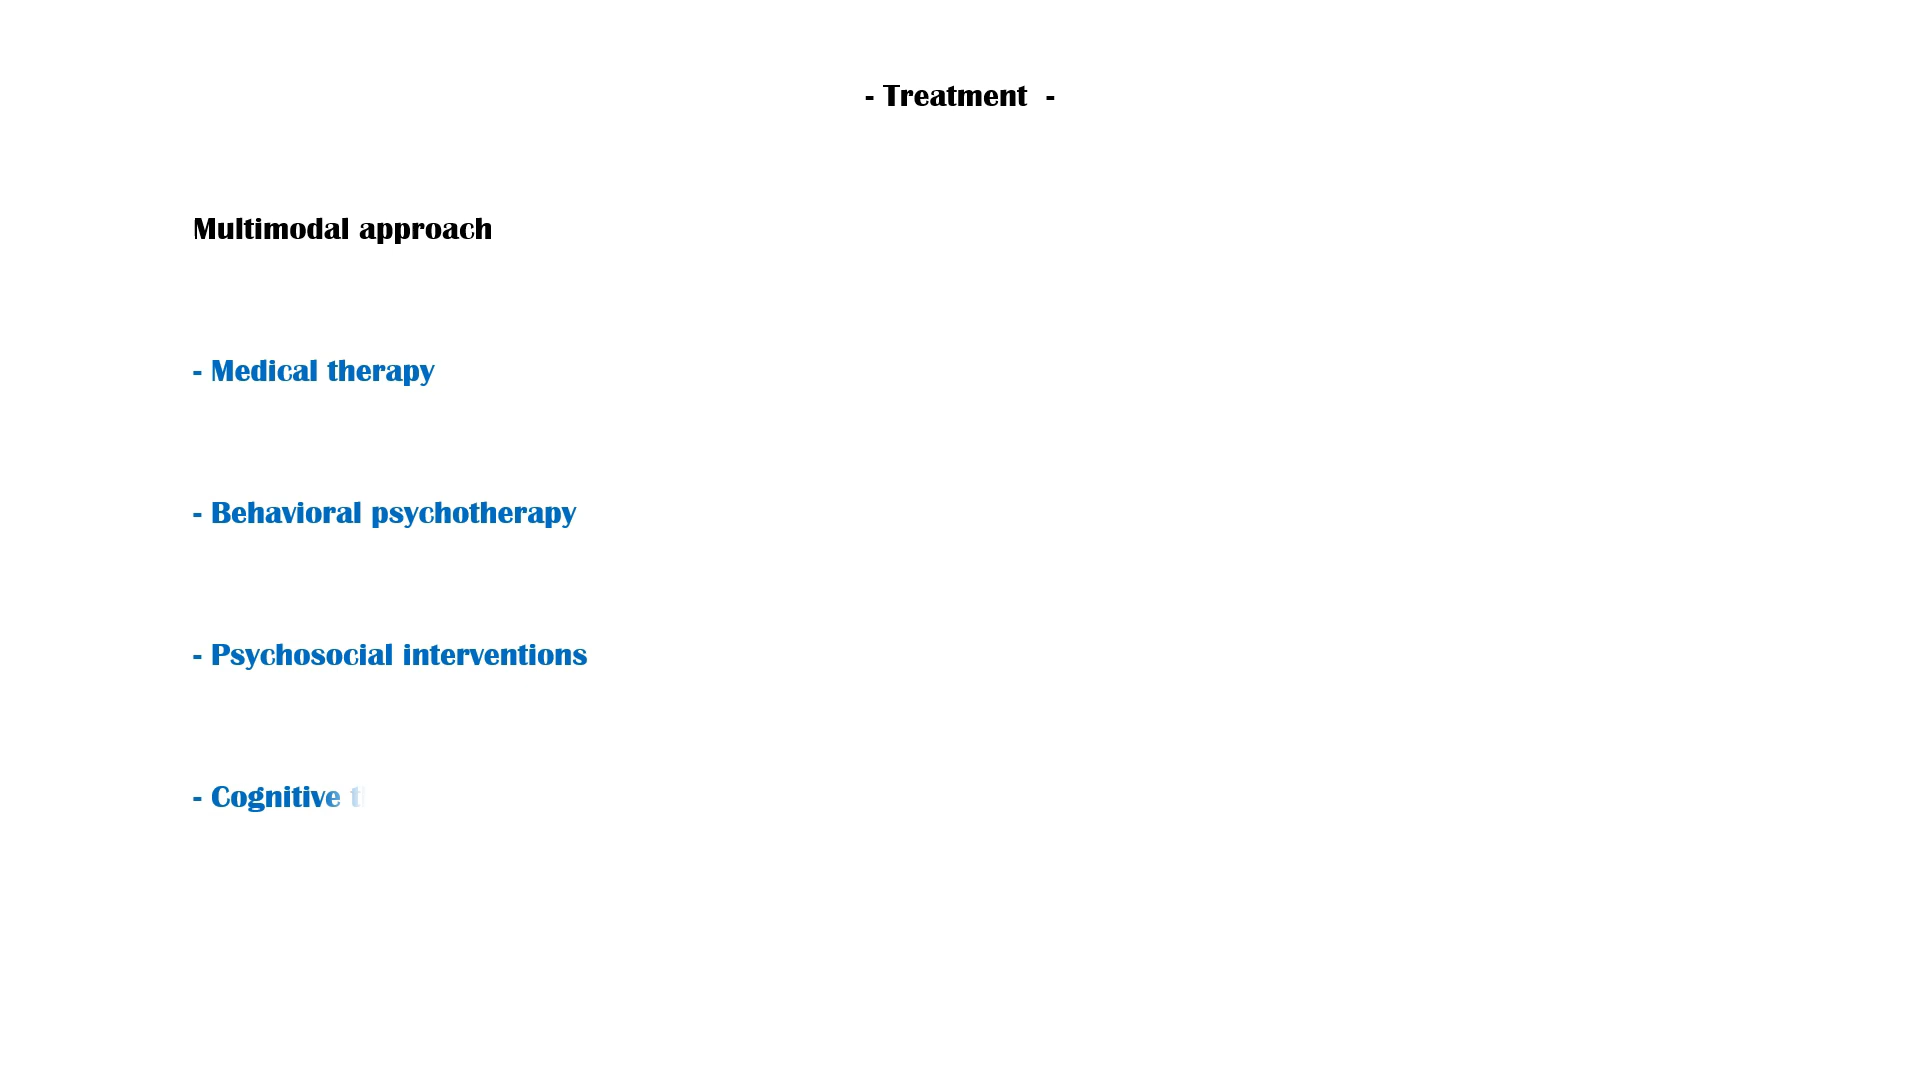 - Treatment -
Multimodal approach
- Medical therapy
- Behavioral psychotherapy
- Psychosocial interventions
- Cognitive